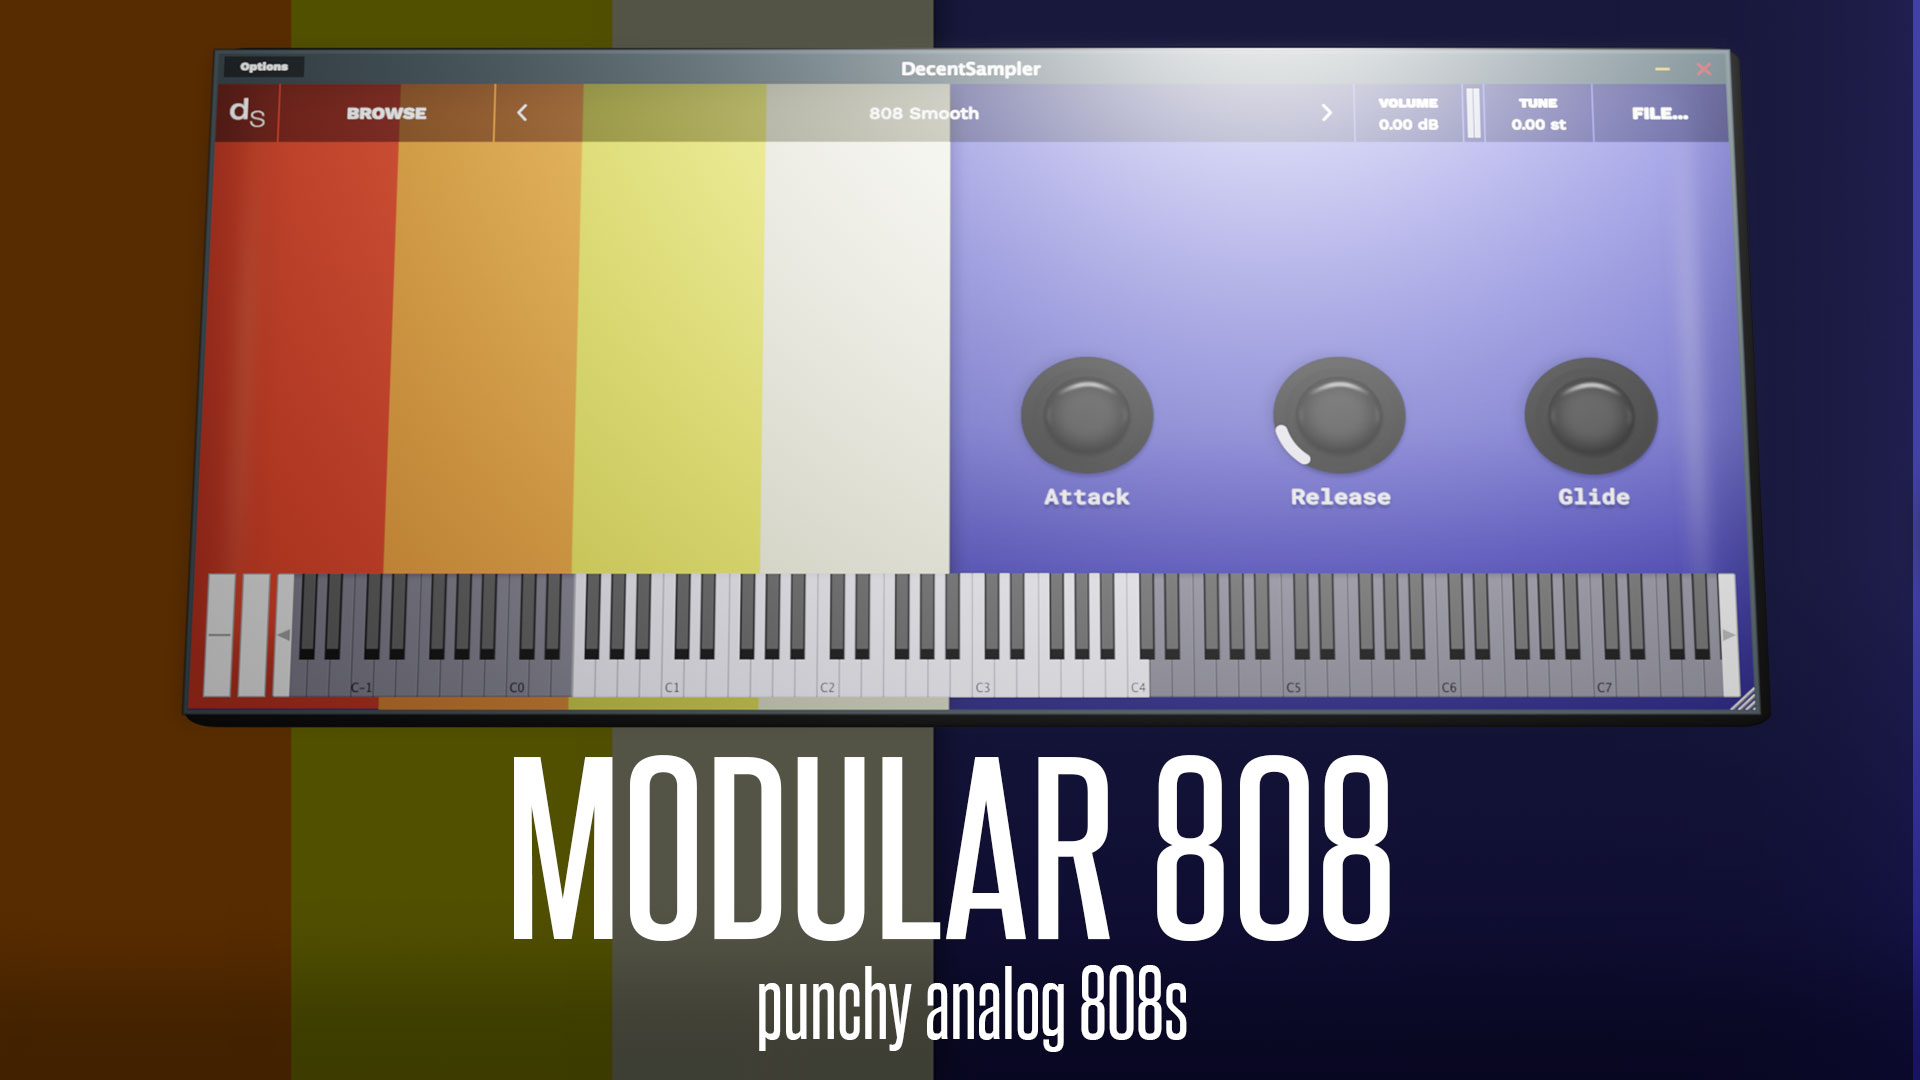 Options
DecentSampler
ds
BROWSE
808 Smooth
VOLUME
0.00 dB
TUNE
0.00 st
FILE...
Attack
Release
Glide
C-1
C0
C1
C2
C3
C4
C5
C6
C7
MODULAR 808
punchy analog 808s